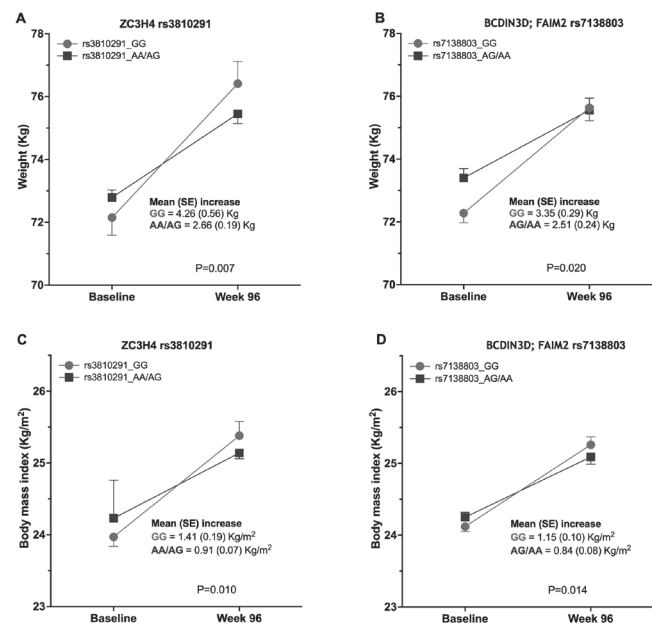 A
ZC3H4 rs3810291
rs3810291_GG
rs3810291_AA/AG
78
76
74
72
70
Weight (Kg)
Mean (SE) increase
GG = 4.26 (0.56) Kg
AA/AG = 2.66 (0.19) Kg
P=0.007
Baseline
Week 96
B
BCDIN3D; FAIM2 rs7138803
rs7138803_GG
rs7138803_AG/AA
78
76
74
72
70
Weight (Kg)
Mean (SE) increase
GG = 3.35 (0.29) Kg
AG/AA = 2.51 (0.24) Kg
P=0.020
Baseline
Week 96
C
ZC3H4 rs3810291
rs3810291_GG
rs3810291_AA/AG
26
25
24
23
Body mass index (Kg/m²)
Mean (SE) increase
GG = 1.41 (0.19) Kg/m²
AA/AG = 0.91 (0.07) Kg/m²
P=0.010
Baseline
Week 96
D
BCDIN3D; FAIM2 rs7138803
rs7138803_GG
rs7138803_AG/AA
26
25
24
23
Body mass index (Kg/m²)
Mean (SE) increase
GG = 1.15 (0.10) Kg/m²
AG/AA = 0.84 (0.08) Kg/m²
P=0.014
Baseline
Week 96